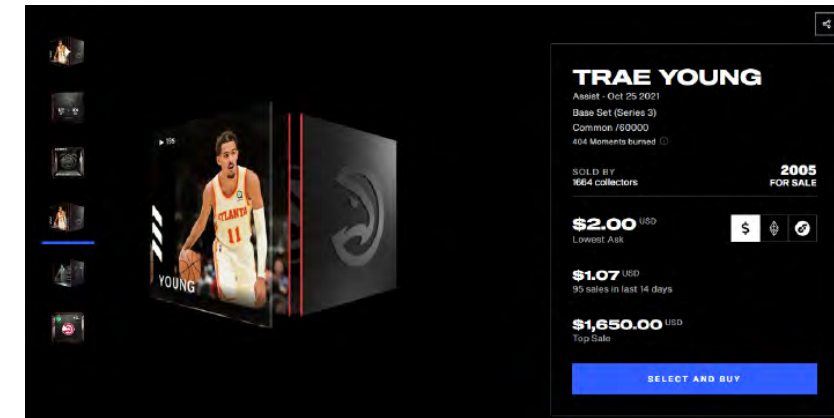 TRAE YOUNG
Assist - Oct 25 2021
Base Set (Series 3)
Common /60000
404 Moments burned
SOLD BY
1664 collectors
2005
FOR SALE
$2.00 USD
Lowest Ask
$
$1.07 USD
95 sales in last 14 days
$1,650.00 USD
Top Sale
SELECT AND BUY
ATLANTA
11
YOUNG